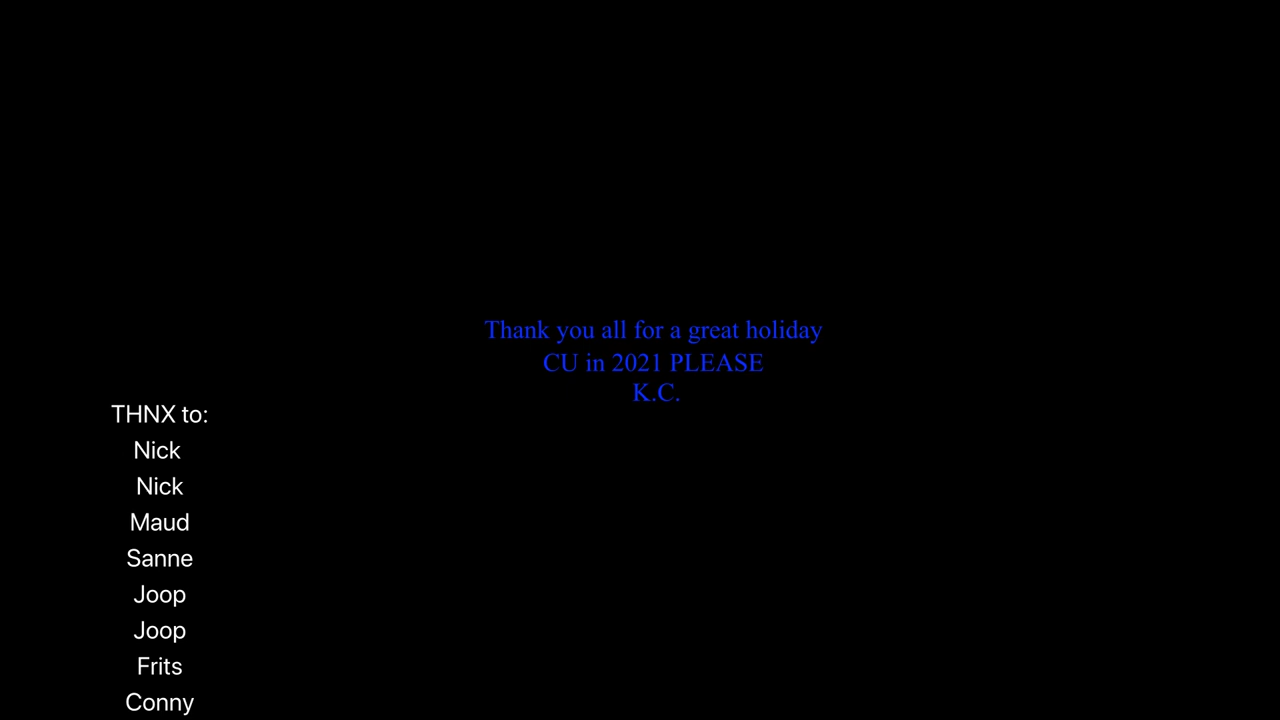 Thank you all for a great holiday
CU in 2021 PLEASE
K.C.
THNX to:
Nick
Nick
Maud
Sanne
Joop
Joop
Frits
Conny